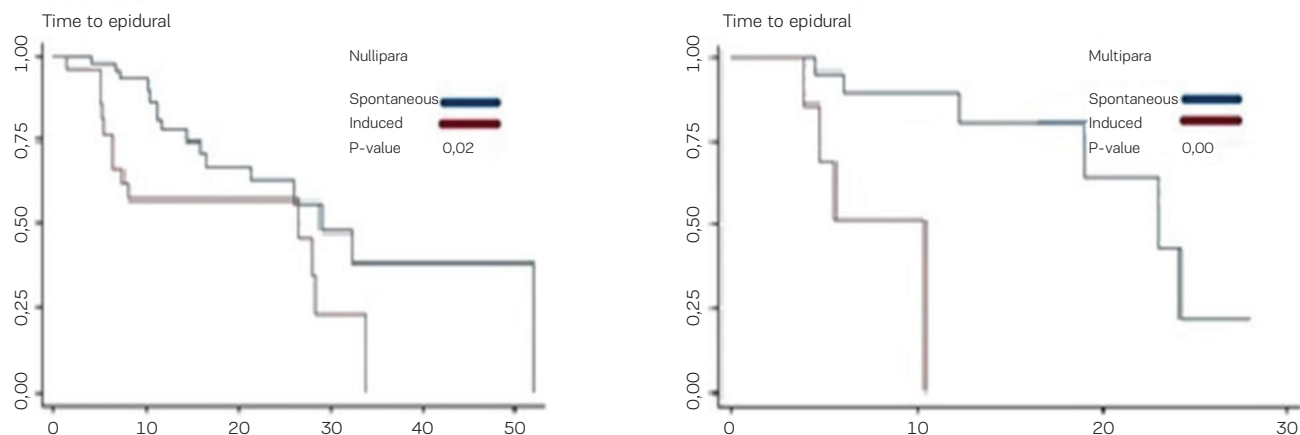 Time to epidural
Nullipara
Spontaneous
Induced
P-value 0,02
1,00
0,75
0,50
0,25
0,00
0 10 20 30 40 50
Time to epidural
Multipara
Spontaneous
Induced
P-value 0,00
1,00
0,75
0,50
0,25
0,00
0 10 20 30